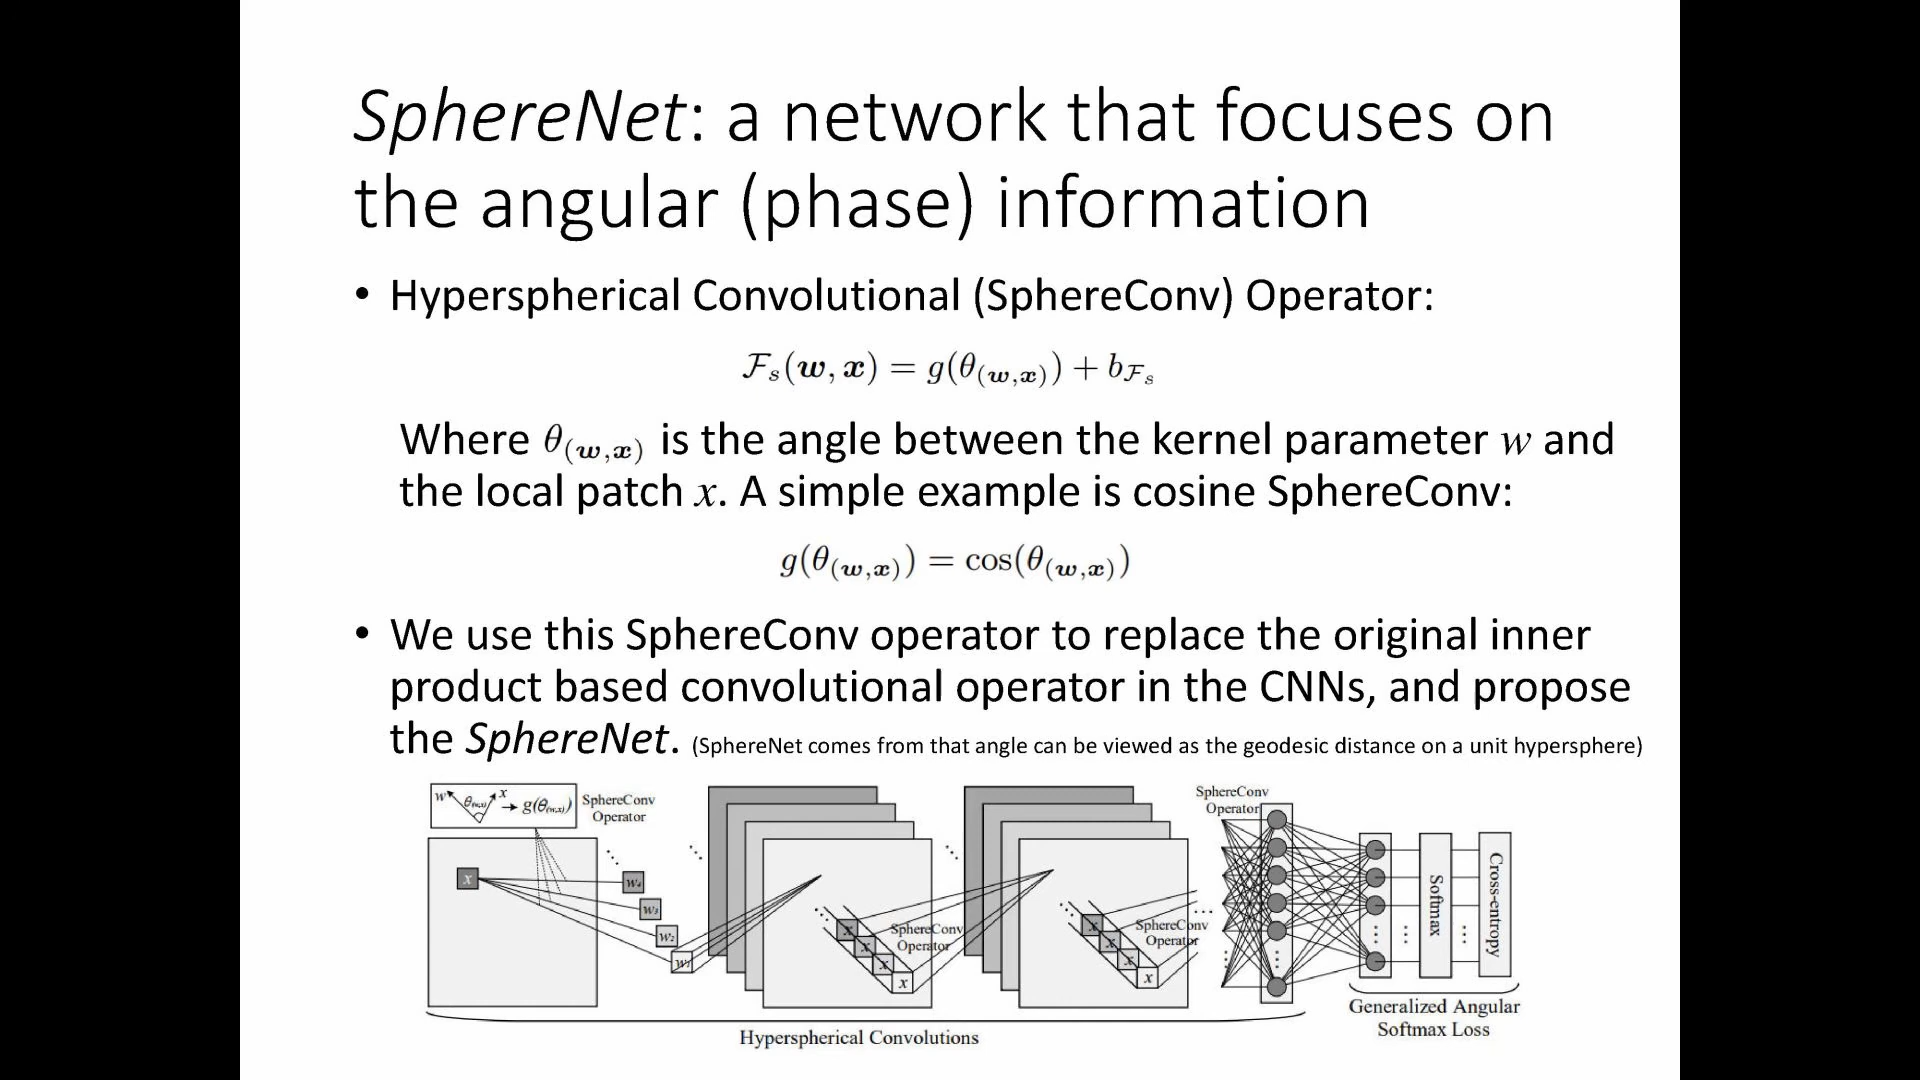 SphereNet: a network that focuses on
the angular (phase) information
• Hyperspherical Convolutional (SphereConv) Operator:
𝓕ₛ(w, x) = g(θ₍w,x₎) + b_𝓕ₛ
Where θ₍w,x₎ is the angle between the kernel parameter w and
the local patch x. A simple example is cosine SphereConv:
g(θ₍w,x₎) = cos(θ₍w,x₎)
• We use this SphereConv operator to replace the original inner
product based convolutional operator in the CNNs, and propose
the SphereNet. (SphereNet comes from that angle can be viewed as the geodesic distance on a unit hypersphere)
w θ(w,x) x → g(θ(w,x))
SphereConv
Operator
x
w₄
w₃
w₂
w₁
x
x
x
x
SphereConv
Operator
x
x
x
x
SphereConv
Operator
SphereConv
Operator
Softmax
Cross-entropy
Hyperspherical Convolutions
Generalized Angular
Softmax Loss